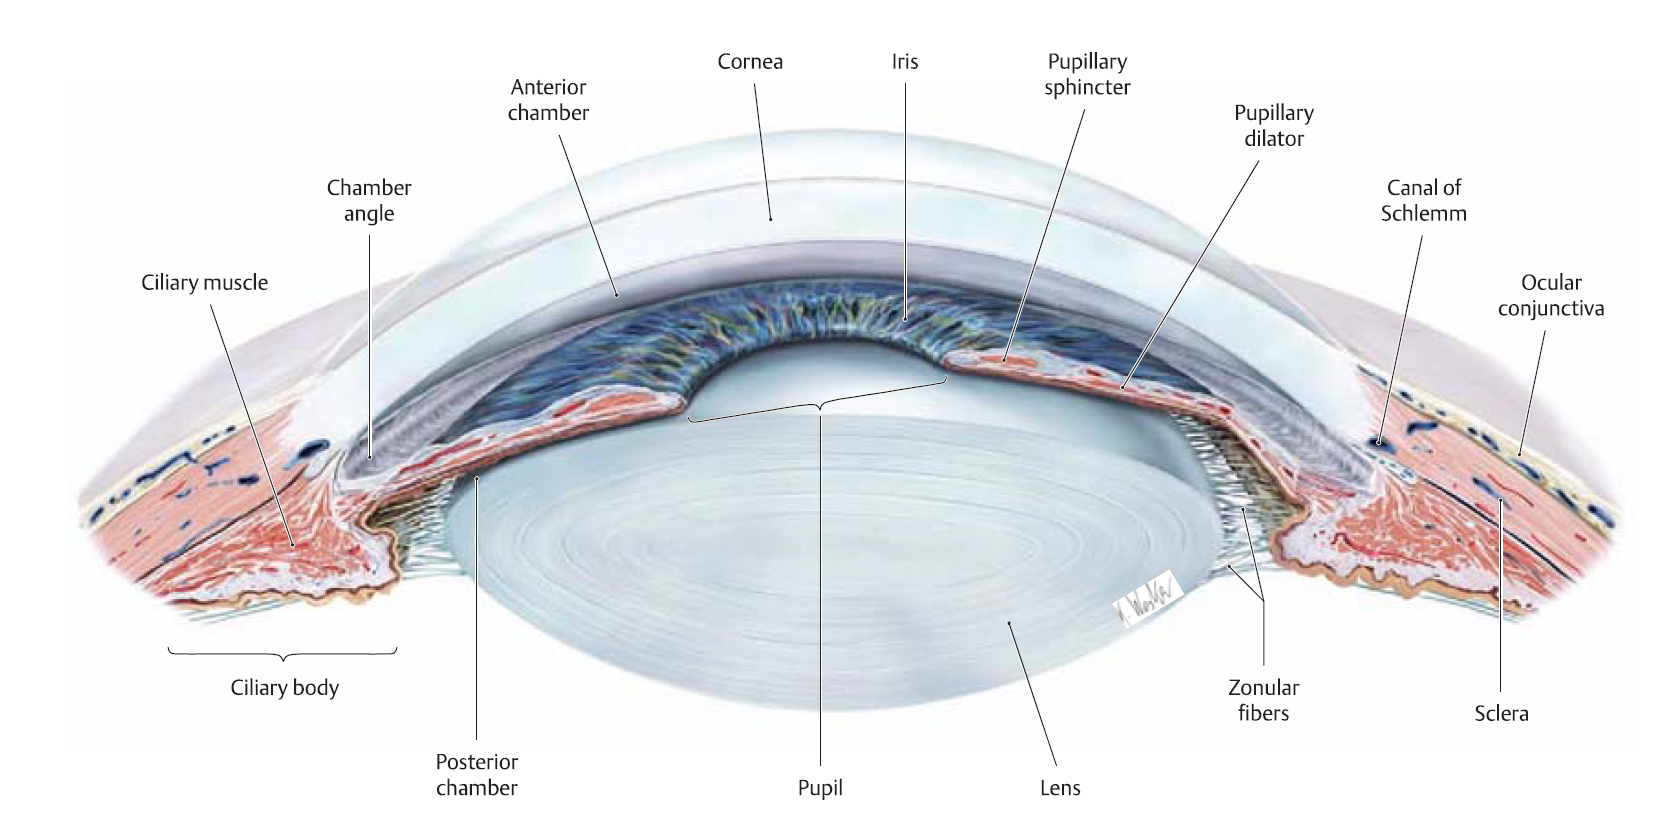 Cornea
Iris
Pupillary
sphincter
Anterior
chamber
Pupillary
dilator
Chamber
angle
Canal of
Schlemm
Ciliary muscle
Ocular
conjunctiva
Ciliary body
Zonular
fibers
Sclera
Posterior
chamber
Pupil
Lens